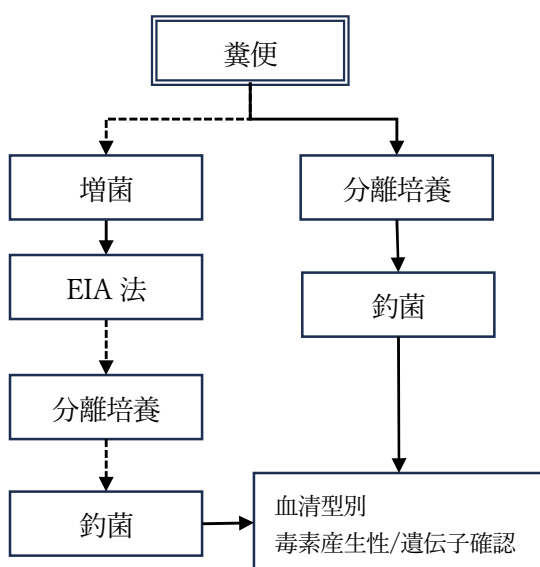 糞便
増菌
分離培養
EIA 法
釣菌
分離培養
釣菌
血清型別
毒素産生性/遺伝子確認